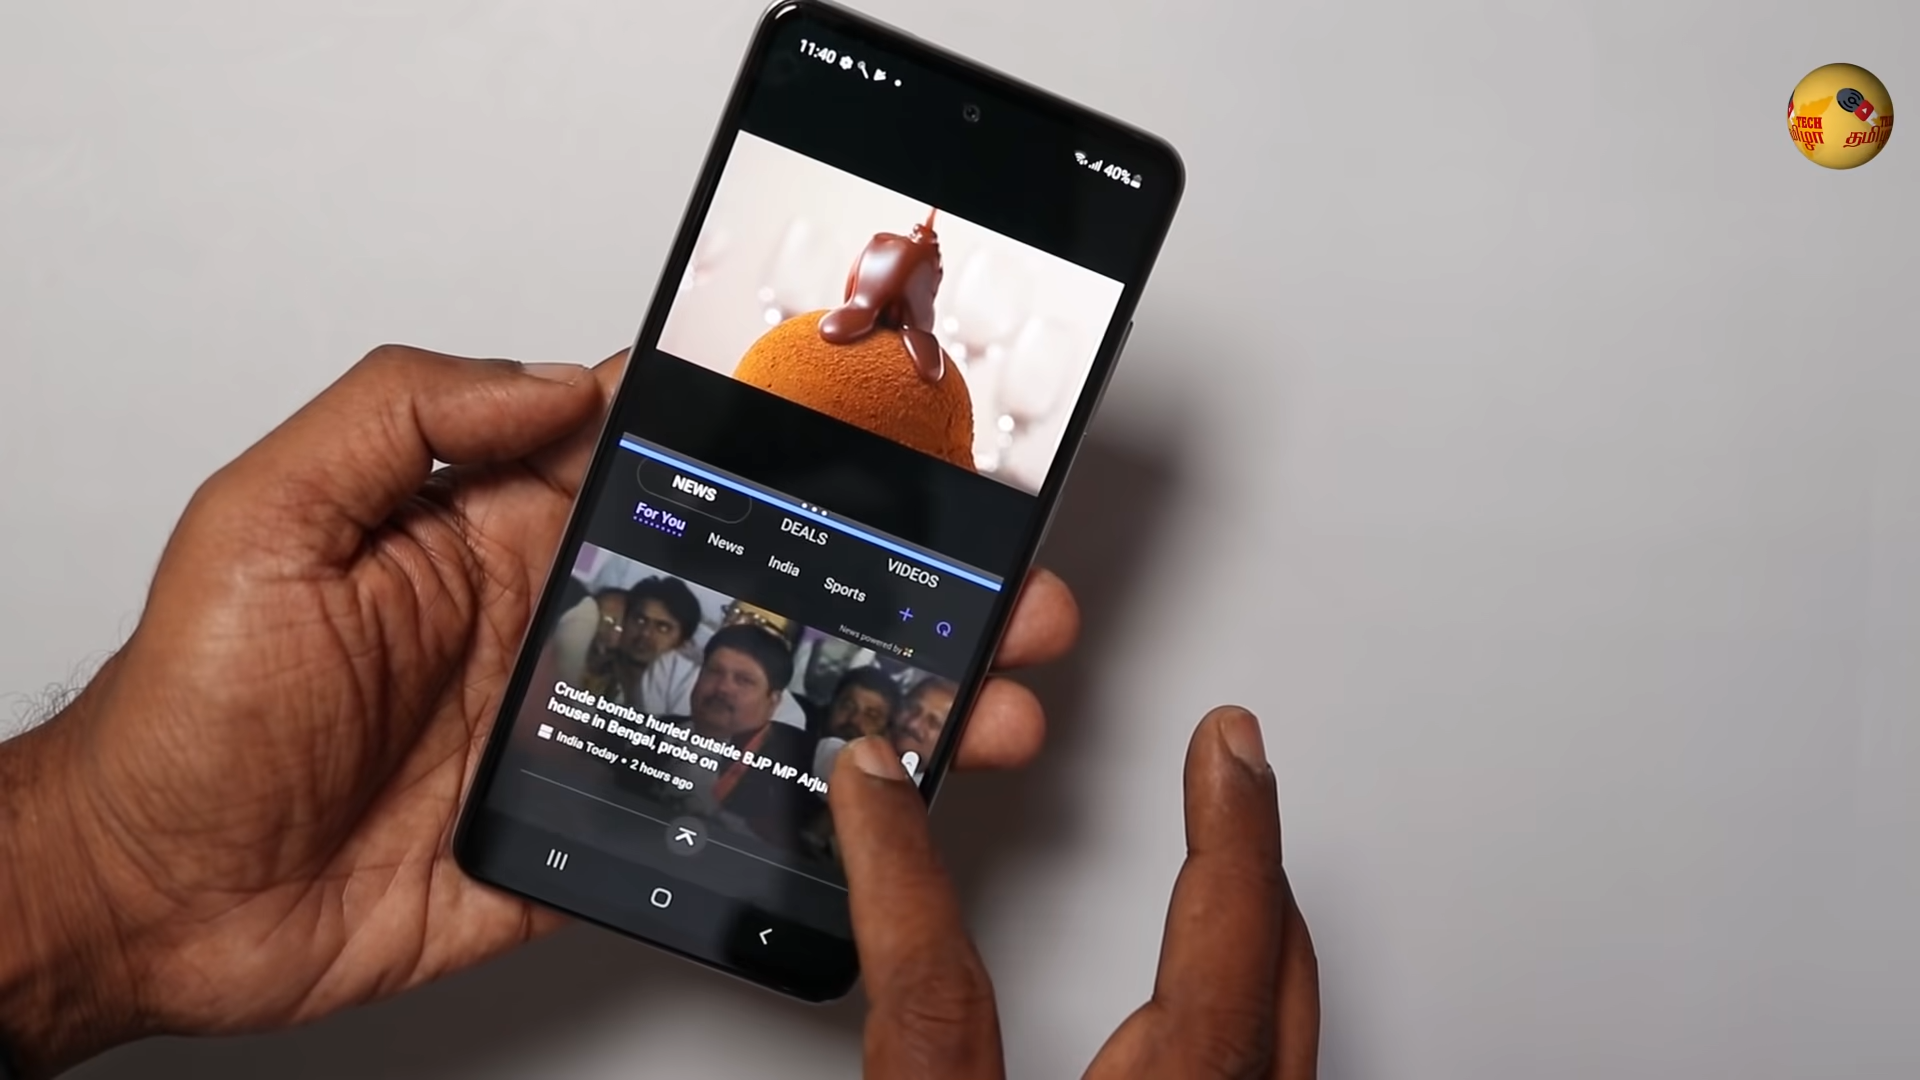 11:40
40%
NEWS
DEALS
VIDEOS
For You
News
India
Sports
News powered by
Crude bombs hurled outside BJP MP Arju
house in Bengal, probe on
India Today • 2 hours ago
TECH
தமிழா